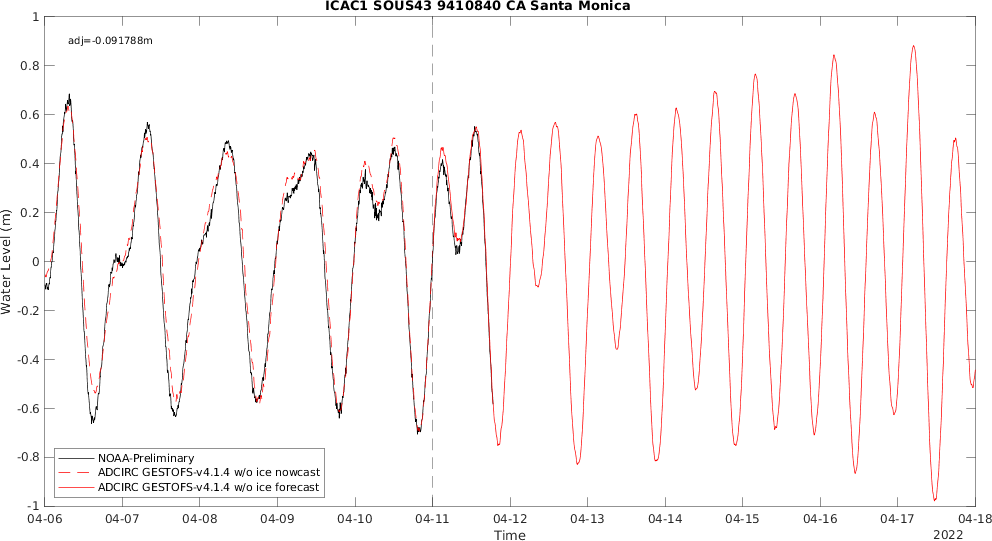 ICAC1 SOUS43 9410840 CA Santa Monica
adj=-0.091788m
1
0.8
0.6
0.4
0.2
0
-0.2
-0.4
-0.6
-0.8
-1
Water Level (m)
NOAA-Preliminary
ADCIRC GESTOFS-v4.1.4 w/o ice nowcast
ADCIRC GESTOFS-v4.1.4 w/o ice forecast
04-06 04-07 04-08 04-09 04-10 04-11 04-12 04-13 04-14 04-15 04-16 04-17 04-18
Time
2022